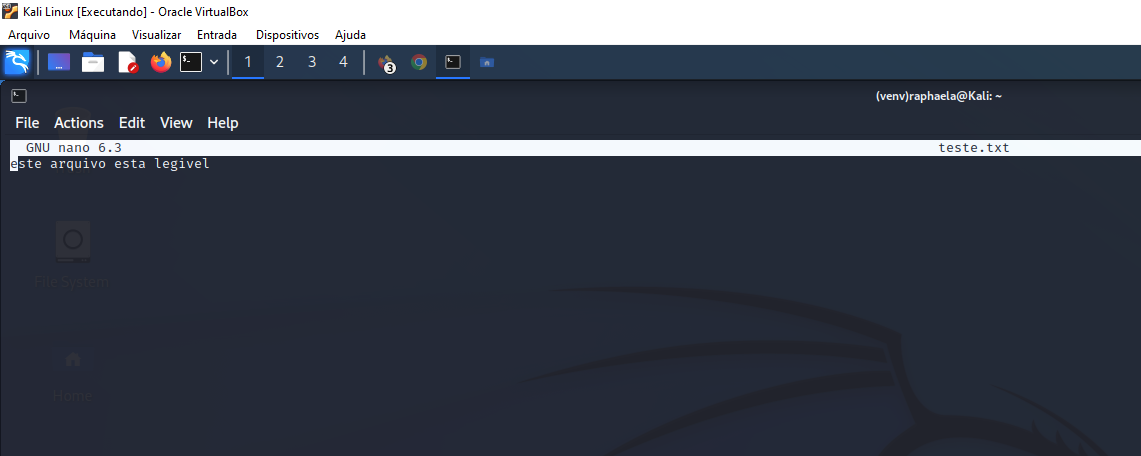 Kali Linux [Executando] - Oracle VirtualBox
Arquivo Máquina Visualizar Entrada Dispositivos Ajuda
1 2 3 4 3
(venv)raphaela@Kali: ~
File Actions Edit View Help
GNU nano 6.3 teste.txt
este arquivo esta legivel
File System
Home